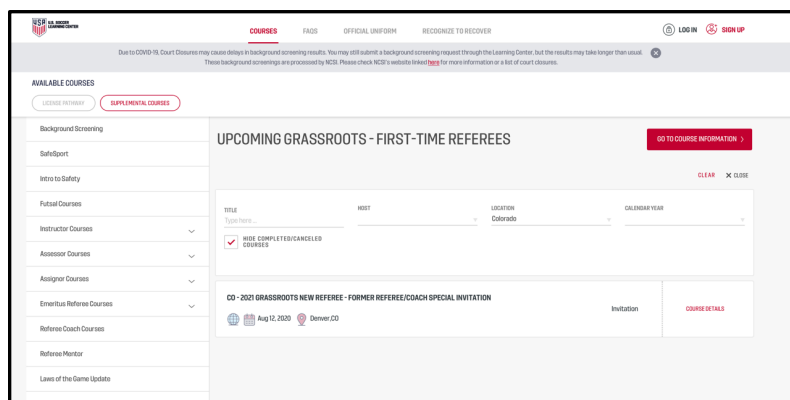 U.S. SOCCER
LEARNING CENTER
COURSES
FAQS
OFFICIAL UNIFORM
RECOGNIZE TO RECOVER
LOG IN
SIGN UP
Due to COVID-19, Court Closures may cause delays in background screening results. You may still submit a background screening request through the Learning Center, but the results may take longer than usual.
These background screenings are processed by NCSI. Please check NCSI's website linked here for more information or a list of court closures.
AVAILABLE COURSES
LICENSE PATHWAY
SUPPLEMENTAL COURSES
Background Screening
SafeSport
Intro to Safety
Futsal Courses
Instructor Courses
Assessor Courses
Assignor Courses
Emeritus Referee Courses
Referee Coach Courses
Referee Mentor
Laws of the Game Update
UPCOMING GRASSROOTS - FIRST-TIME REFEREES
GO TO COURSE INFORMATION
CLEAR
CLOSE
TITLE
Type here...
HOST
LOCATION
Colorado
CALENDAR YEAR
HIDE COMPLETED/CANCELED
COURSES
CO - 2021 GRASSROOTS NEW REFEREE - FORMER REFEREE/COACH SPECIAL INVITATION
Aug 12, 2020
Denver,CO
Invitation
COURSE DETAILS